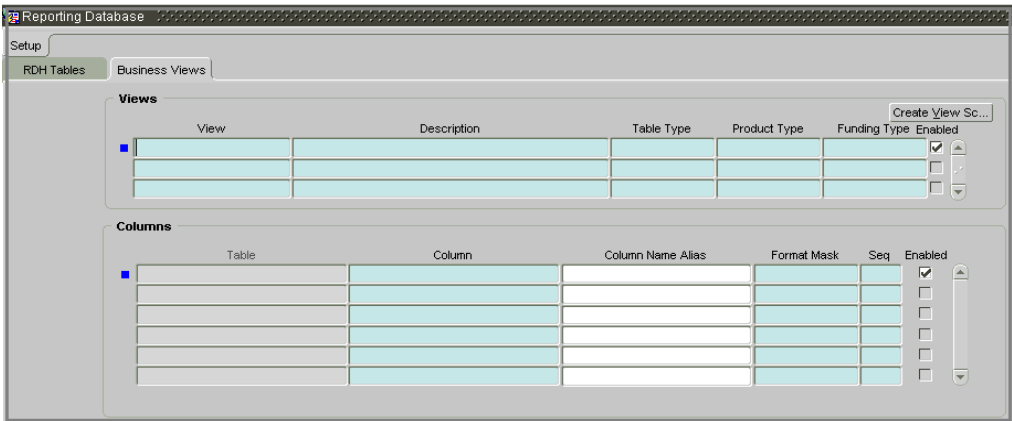 Reporting Database
Setup
RDH Tables Business Views
Views
Create View Sc...
View Description Table Type Product Type Funding Type Enabled
Columns
Table Column Column Name Alias Format Mask Seq Enabled